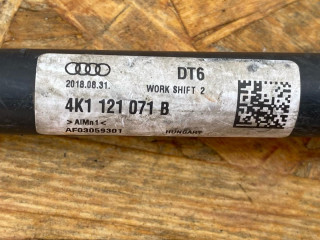 DT6
2018.08.31.
WORK SHIFT 2
4K1 121 071 B
>AlMn1<
AF03059301
HUNGARY